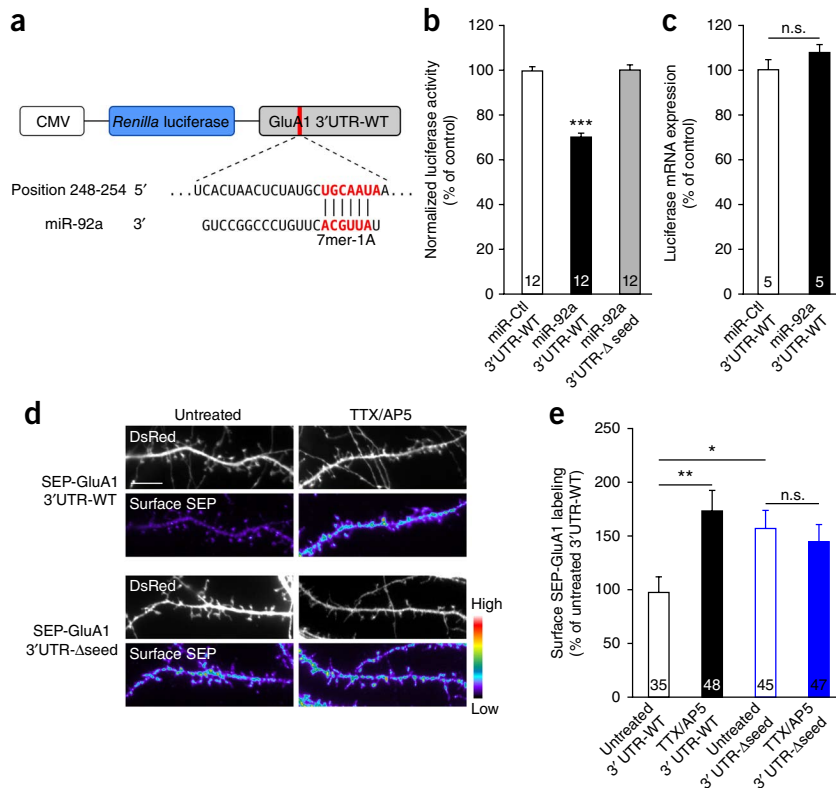 a
CMV
Renilla luciferase
GluA1 3′UTR-WT
Position 248-254 5′ ...UCACUAACUCUAUGCUGCAAUAA...
miR-92a 3′ GUCCGGCCCUGUUCACGUUAU
7mer-1A
b
Normalized luciferase activity
(% of control)
120
100
80
60
40
20
0
***
12
12
12
miR-Ctl
3′UTR-WT
miR-92a
3′UTR-WT
miR-92a
3′UTR-Δ seed
c
Luciferase mRNA expression
(% of control)
120
100
80
60
40
20
0
n.s.
5
5
miR-Ctl
3′UTR-WT
miR-92a
3′UTR-WT
d
Untreated
TTX/AP5
SEP-GluA1
3′UTR-WT
DsRed
Surface SEP
SEP-GluA1
3′UTR-Δseed
DsRed
Surface SEP
High
Low
e
Surface SEP-GluA1 labeling
(% of untreated 3′UTR-WT)
250
200
150
100
50
0
*
**
n.s.
35
48
45
47
Untreated
3′ UTR-WT
TTX/AP5
3′ UTR-WT
Untreated
3′ UTR-Δseed
TTX/AP5
3′ UTR-Δseed